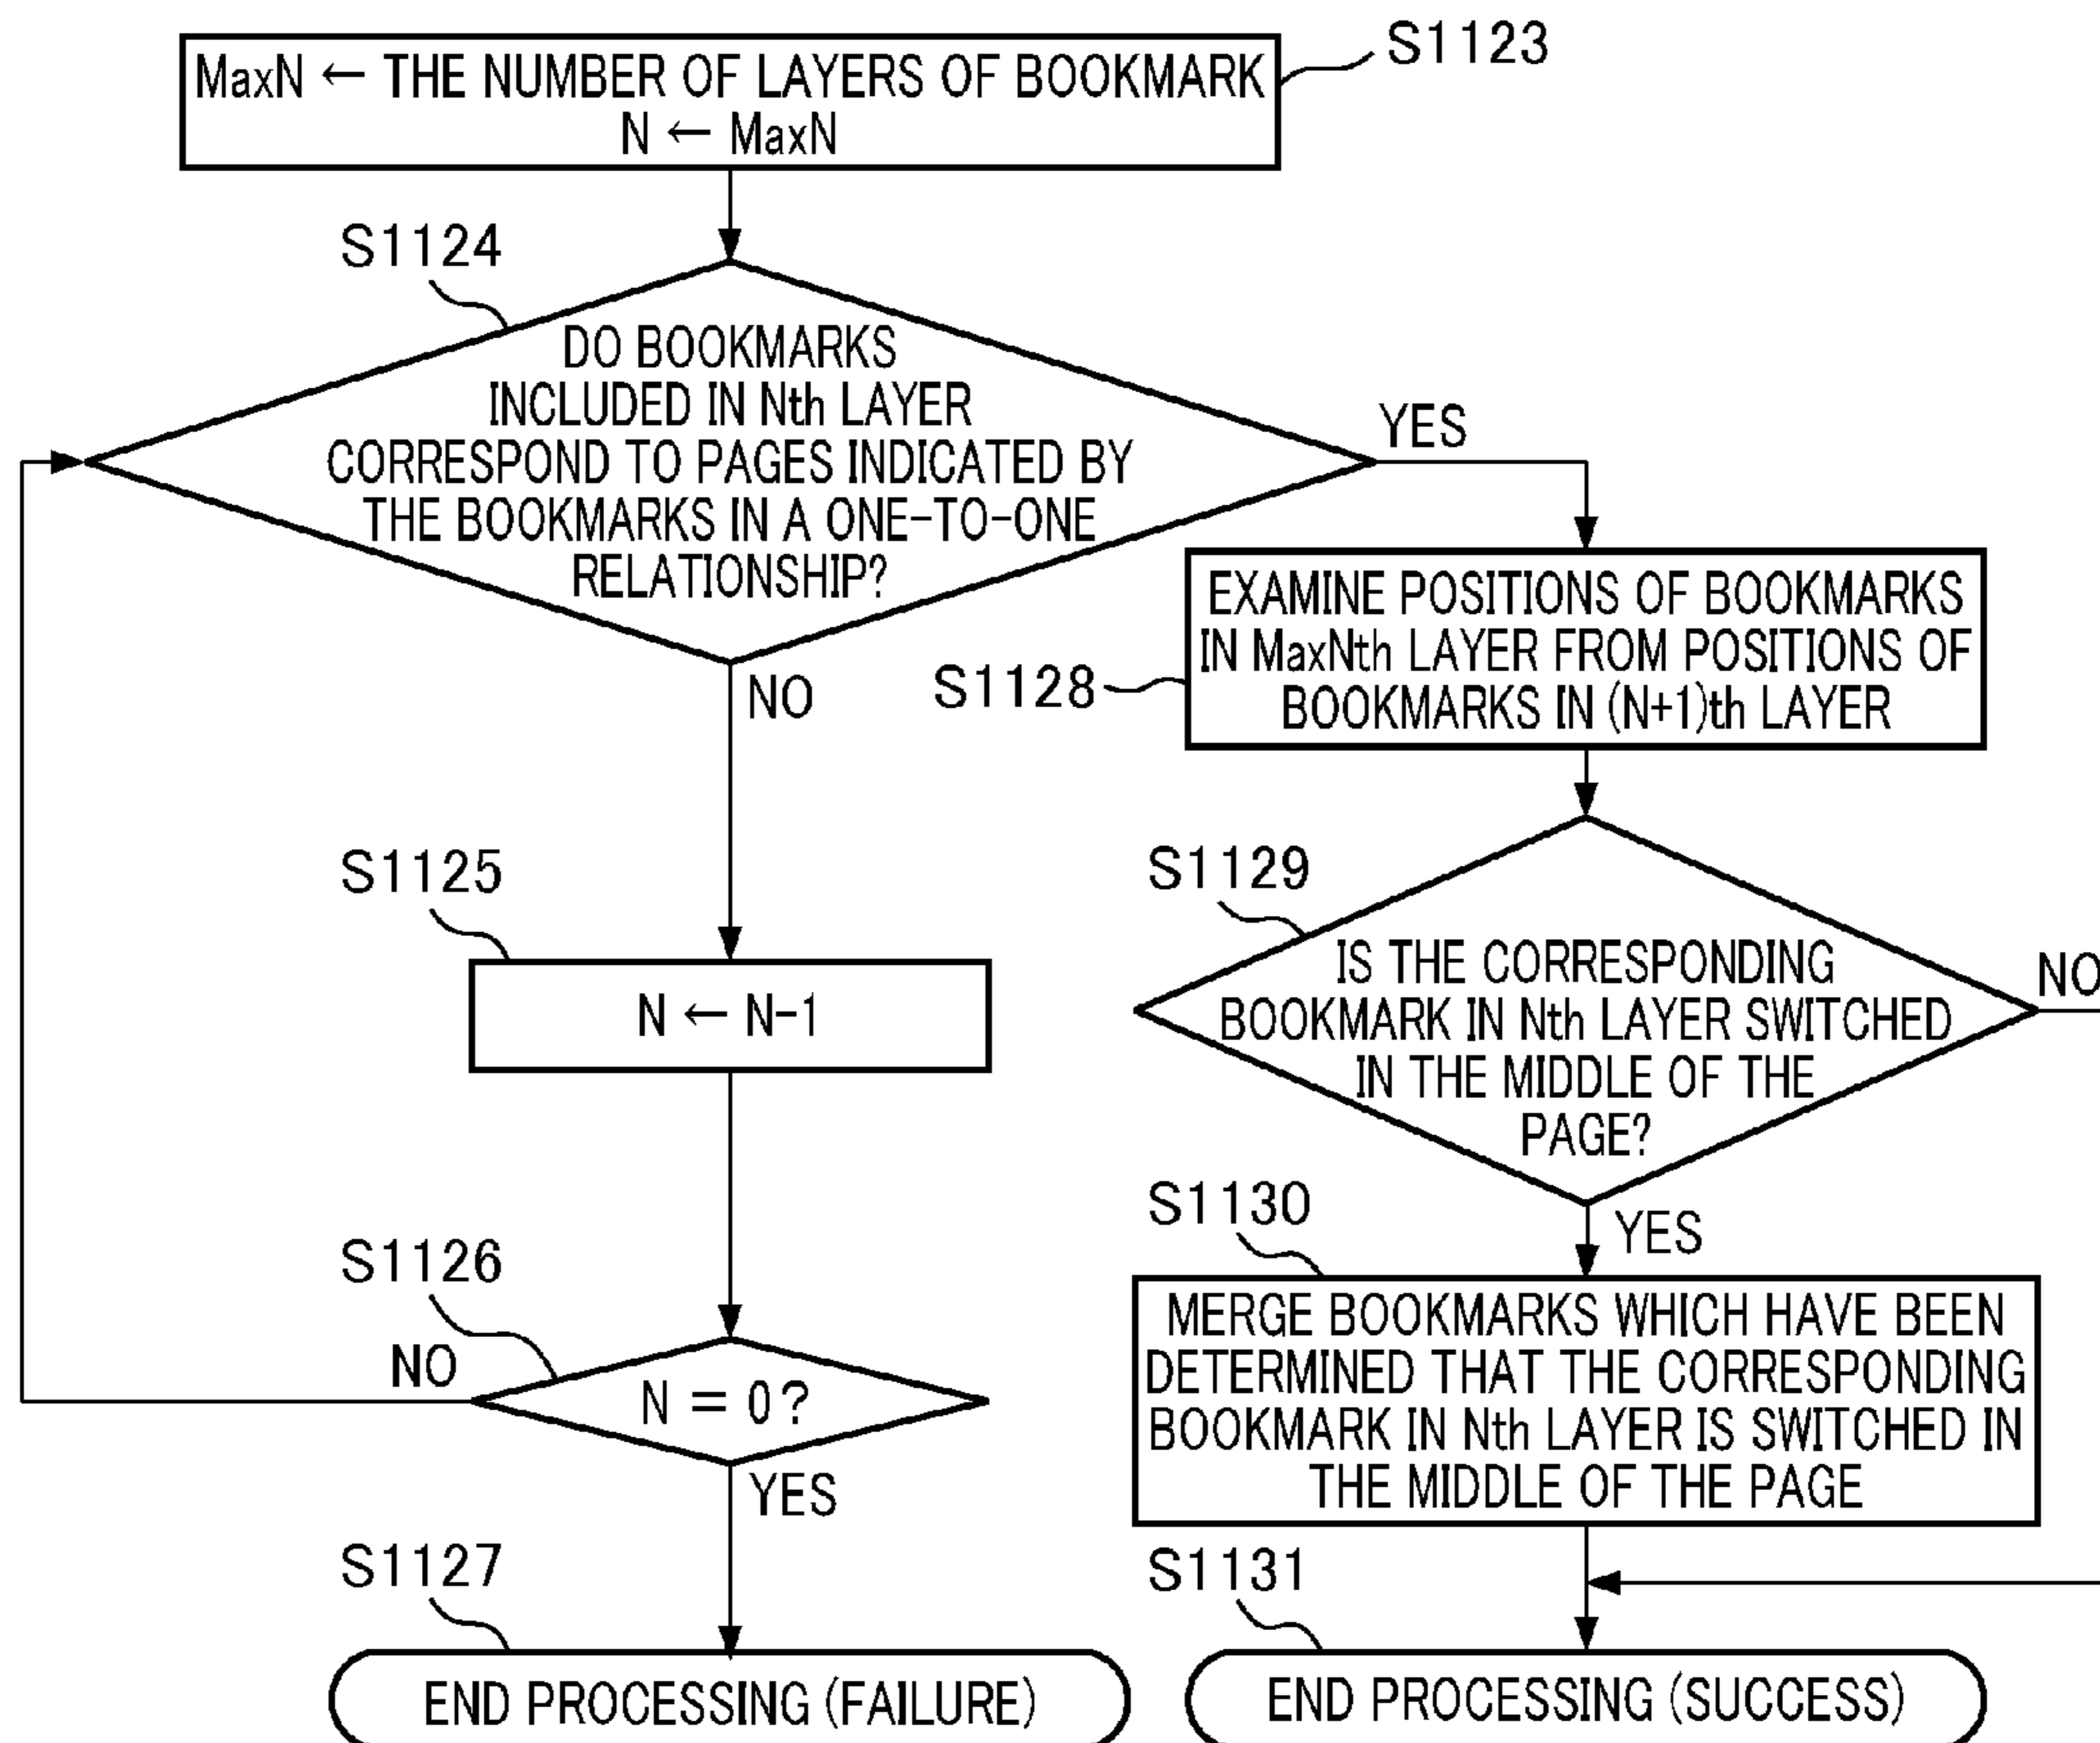 S1123
MaxN ← THE NUMBER OF LAYERS OF BOOKMARK
N ← MaxN
S1124
DO BOOKMARKS
INCLUDED IN Nth LAYER
CORRESPOND TO PAGES INDICATED BY
THE BOOKMARKS IN A ONE-TO-ONE
RELATIONSHIP?
YES
NO
S1128
EXAMINE POSITIONS OF BOOKMARKS
IN MaxNth LAYER FROM POSITIONS OF
BOOKMARKS IN (N+1)th LAYER
S1125
N ← N-1
S1129
IS THE CORRESPONDING
BOOKMARK IN Nth LAYER SWITCHED
IN THE MIDDLE OF THE
PAGE?
NO
YES
S1126
N = 0?
NO
YES
S1130
MERGE BOOKMARKS WHICH HAVE BEEN
DETERMINED THAT THE CORRESPONDING
BOOKMARK IN Nth LAYER IS SWITCHED IN
THE MIDDLE OF THE PAGE
S1127
END PROCESSING (FAILURE)
S1131
END PROCESSING (SUCCESS)